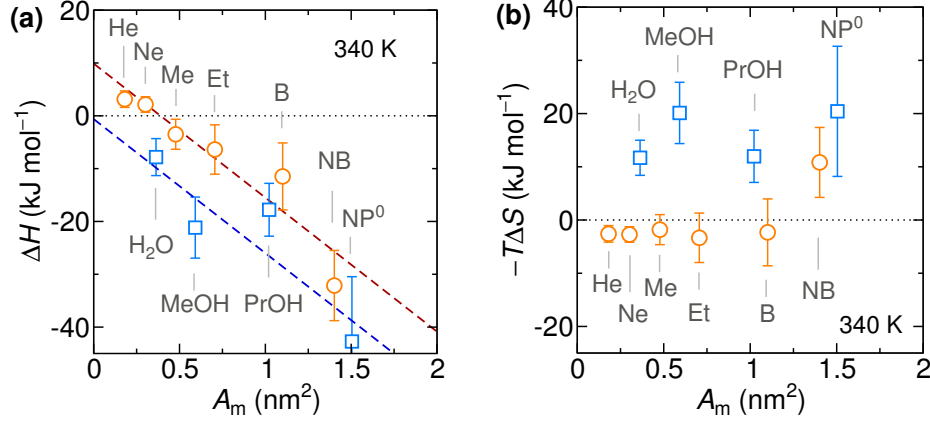 (a)
340 K
He
Ne
Me
Et
B
NB
NP⁰
H₂O
MeOH
PrOH
20
0
-20
-40
ΔH (kJ mol⁻¹)
0
0.5
1
1.5
2
Aₘ (nm²)
(b)
NP⁰
MeOH
PrOH
H₂O
He
Ne
Me
Et
B
NB
340 K
40
20
0
-20
−TΔS (kJ mol⁻¹)
0
0.5
1
1.5
2
Aₘ (nm²)